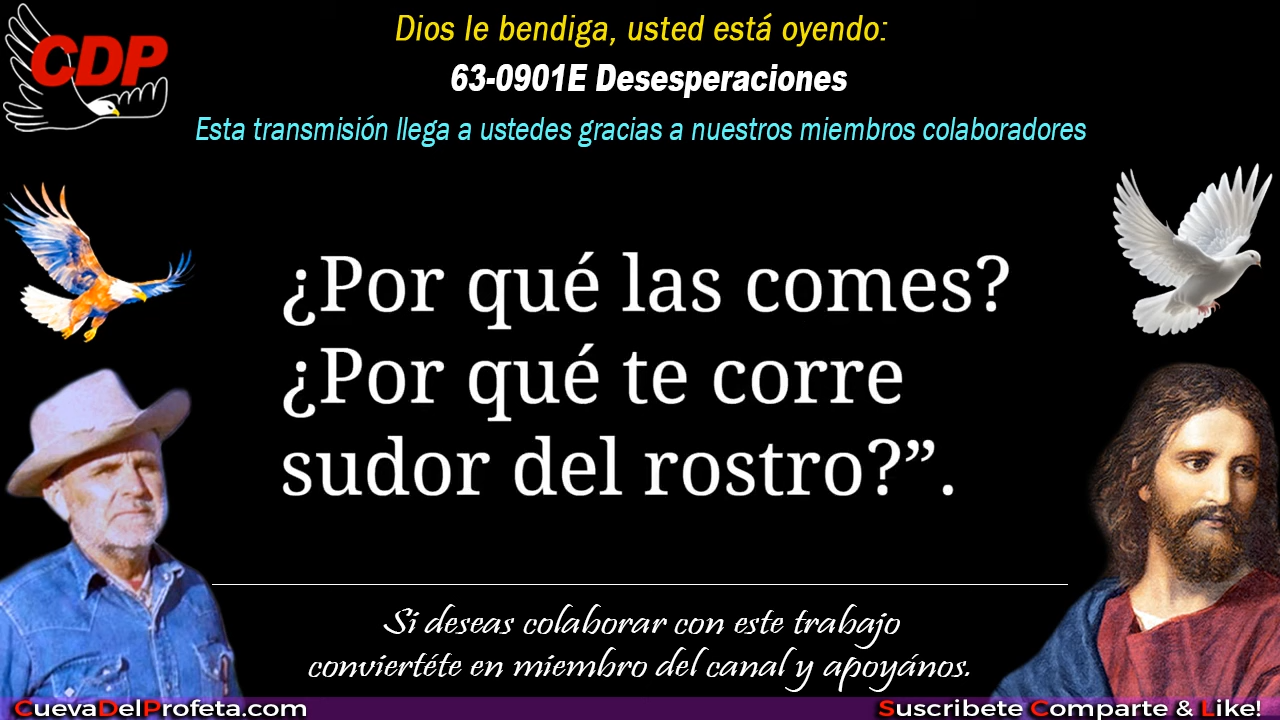 CDP
Dios le bendiga, usted está oyendo:
63-0901E Desesperaciones
Esta transmisión llega a ustedes gracias a nuestros miembros colaboradores
¿Por qué las comes?
¿Por qué te corre
sudor del rostro?”.
Si deseas colaborar con este trabajo
conviertéte en miembro del canal y apoyános.
CuevaDelProfeta.com
Suscribete Comparte & Like!